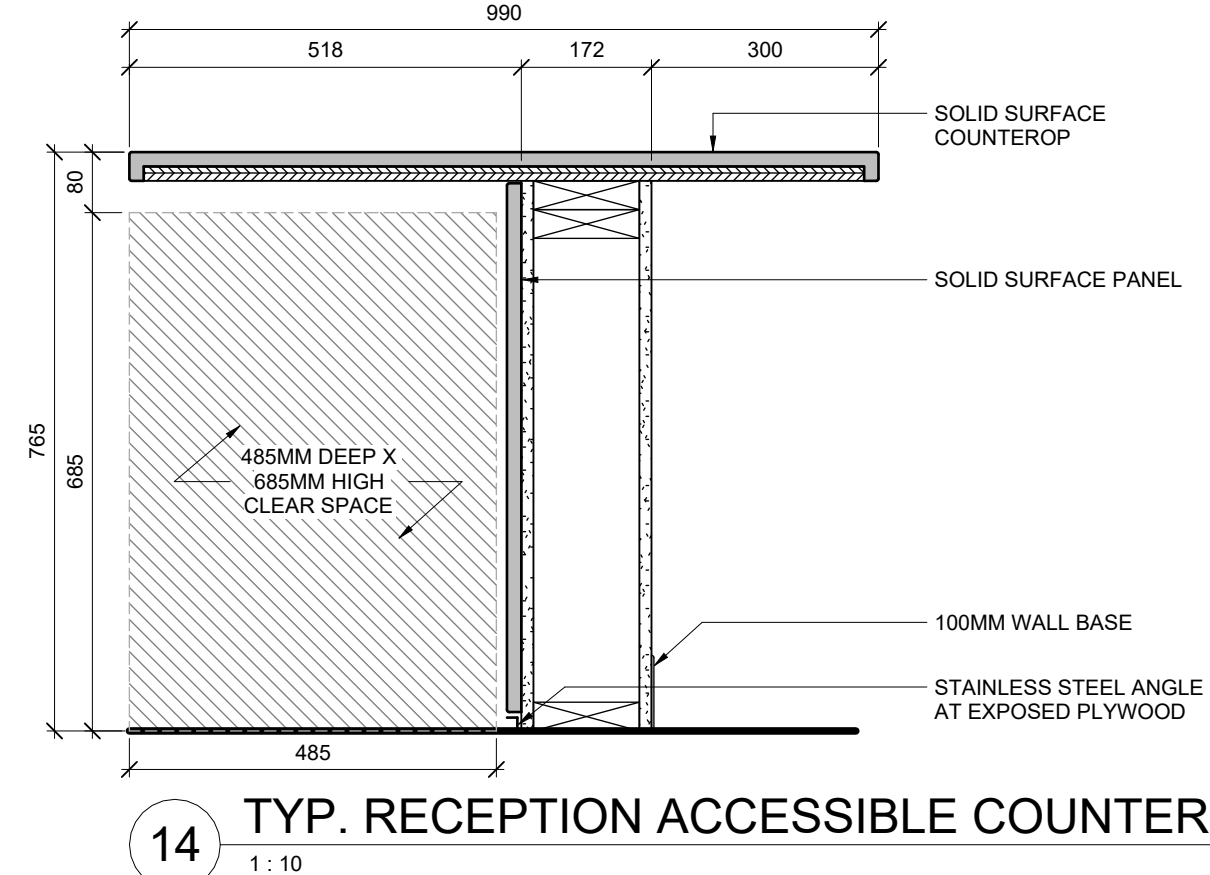 990
518
172
300
SOLID SURFACE
COUNTEROP
80
SOLID SURFACE PANEL
765
685
485MM DEEP X
685MM HIGH
CLEAR SPACE
100MM WALL BASE
STAINLESS STEEL ANGLE
AT EXPOSED PLYWOOD
485
14
TYP. RECEPTION ACCESSIBLE COUNTER
1 : 10